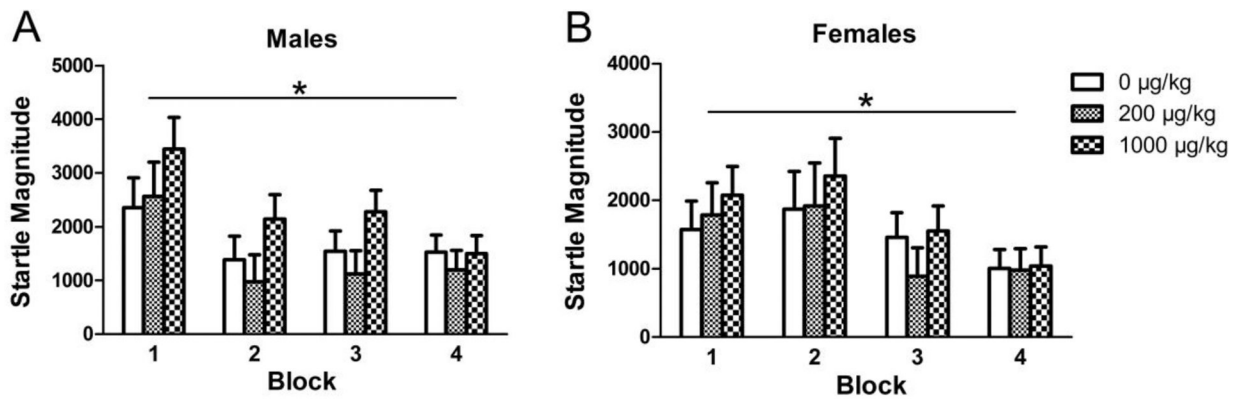 A
Males
Startle Magnitude
5000
4000
3000
2000
1000
0
*
1 2 3 4
Block
B
Females
Startle Magnitude
4000
3000
2000
1000
0
*
1 2 3 4
Block
0 µg/kg
200 µg/kg
1000 µg/kg